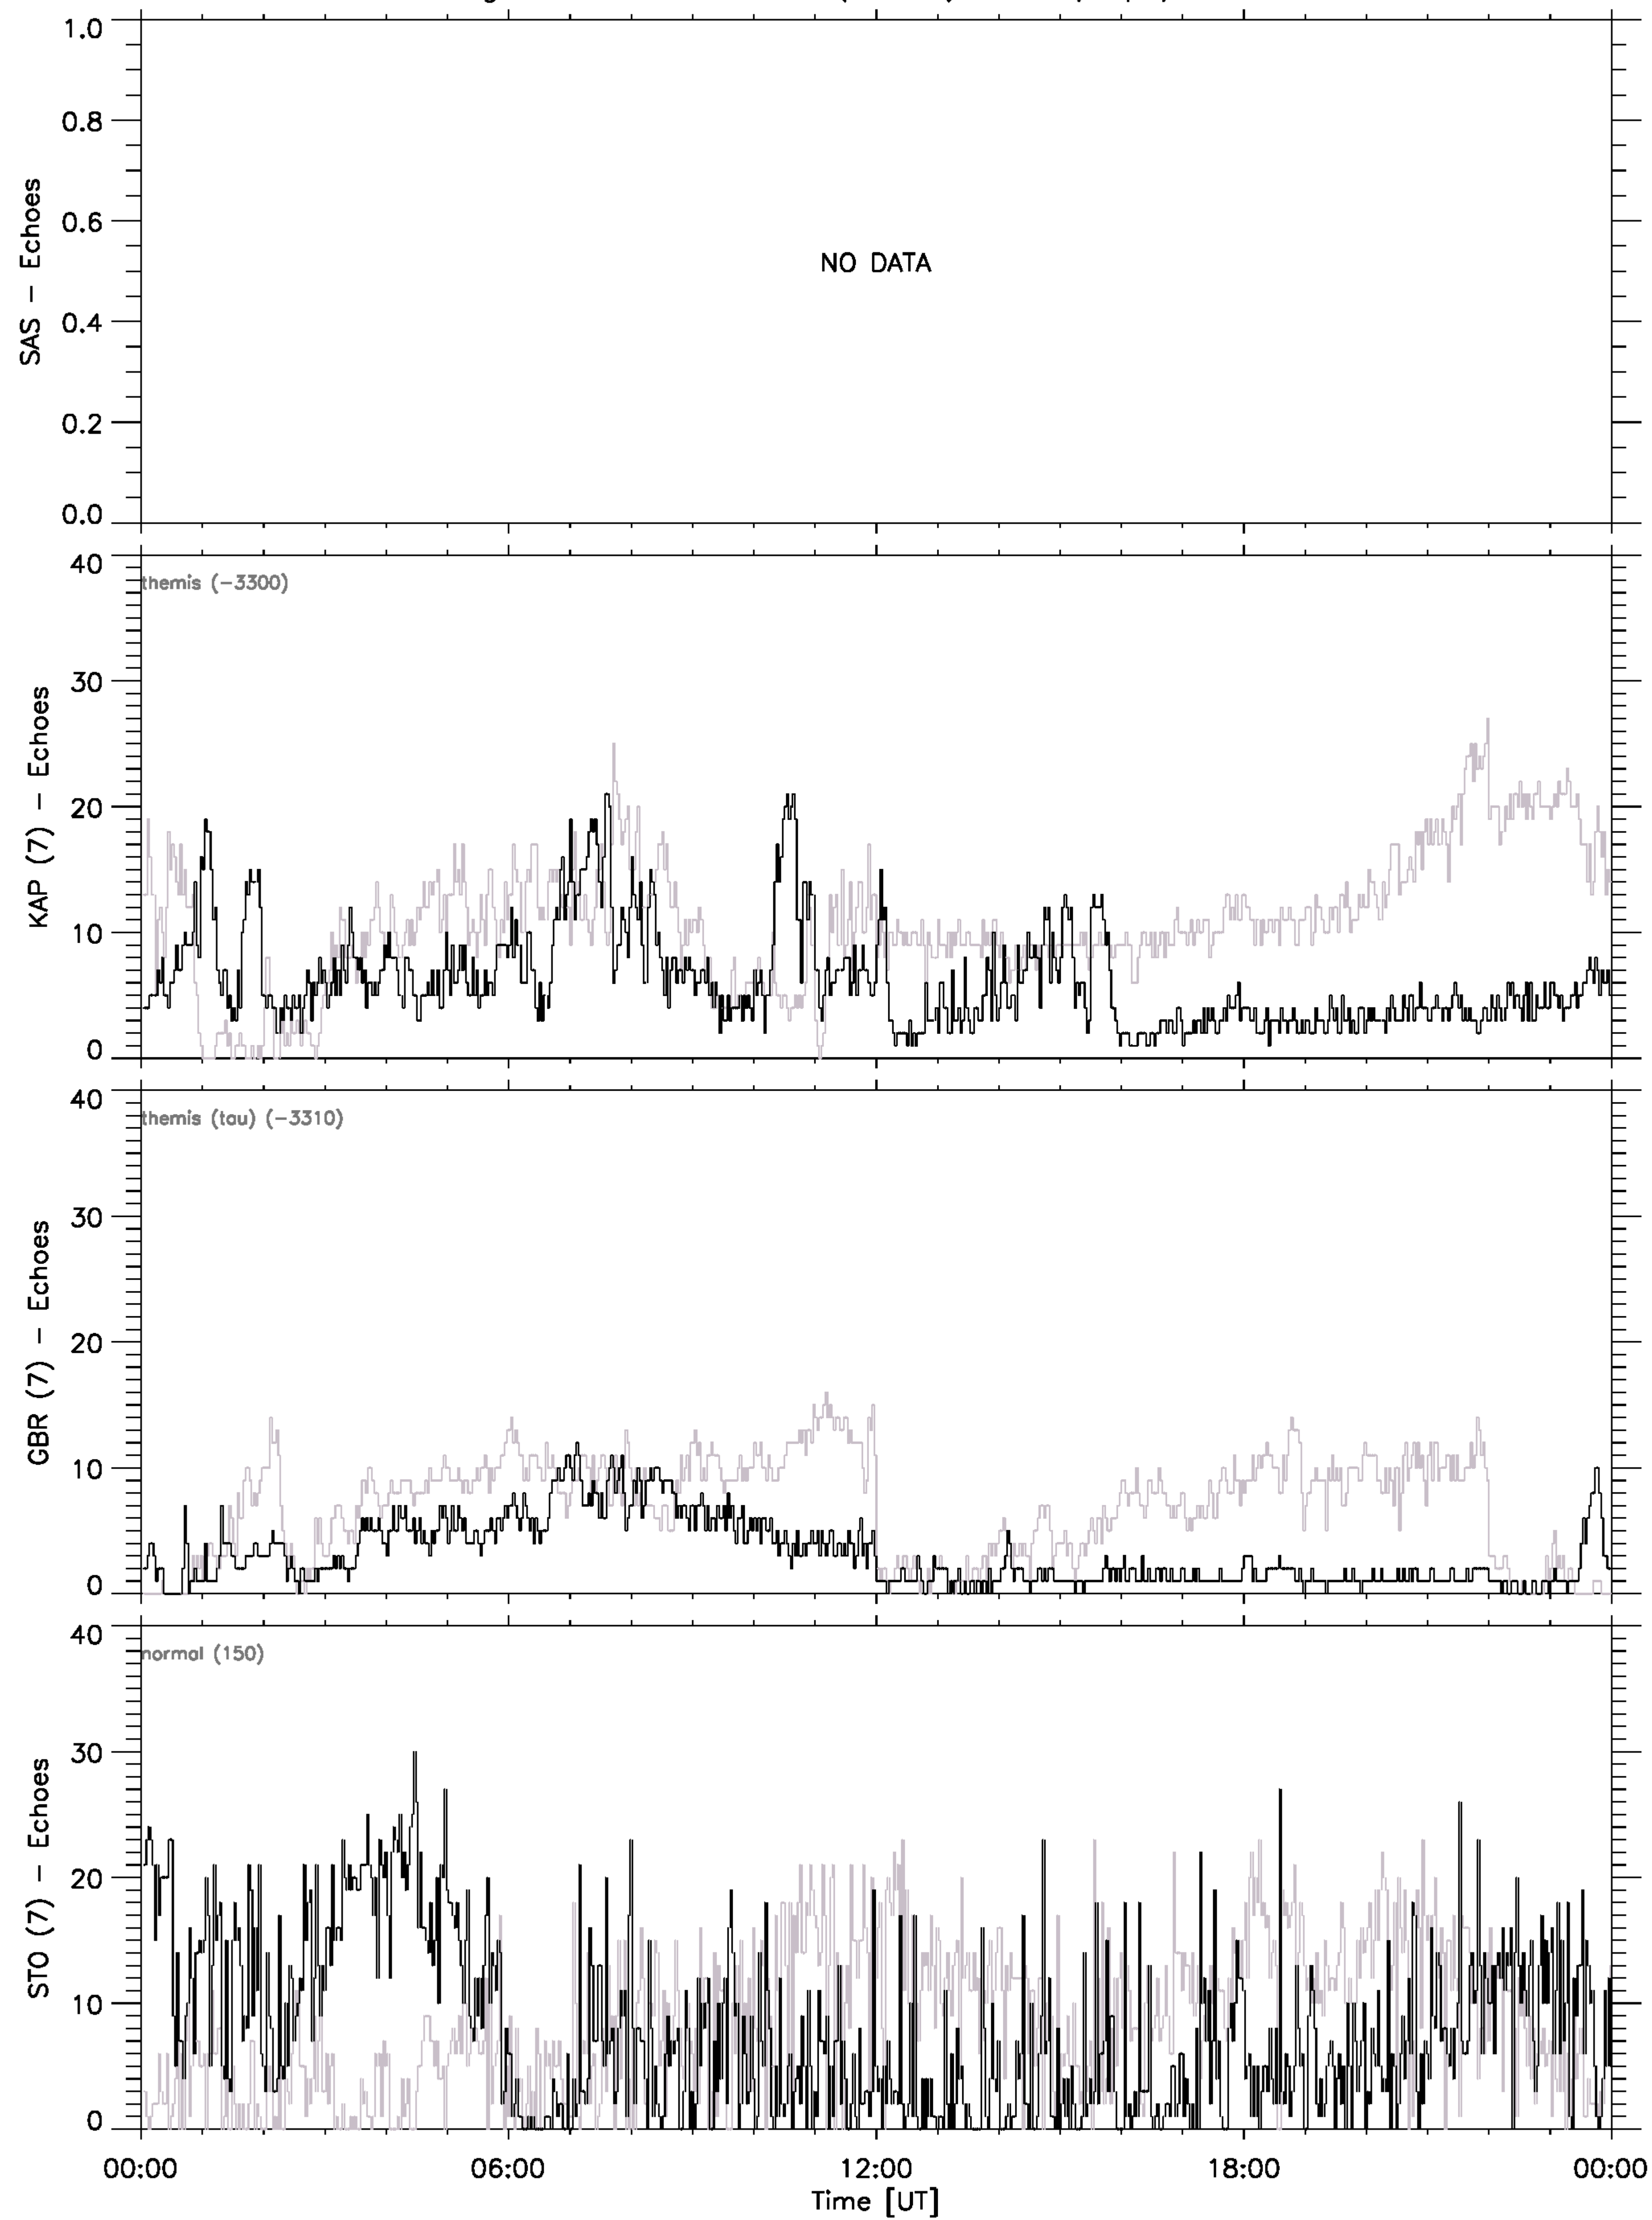 1.0
0.8
0.6
0.4
0.2
0.0
SAS – Echoes
NO DATA
40
30
20
10
0
KAP (7) – Echoes
themis (−3300)
40
30
20
10
0
GBR (7) – Echoes
themis (tau) (−3310)
40
30
20
10
0
STO (7) – Echoes
normal (150)
00:00 06:00 12:00 18:00 00:00
Time [UT]